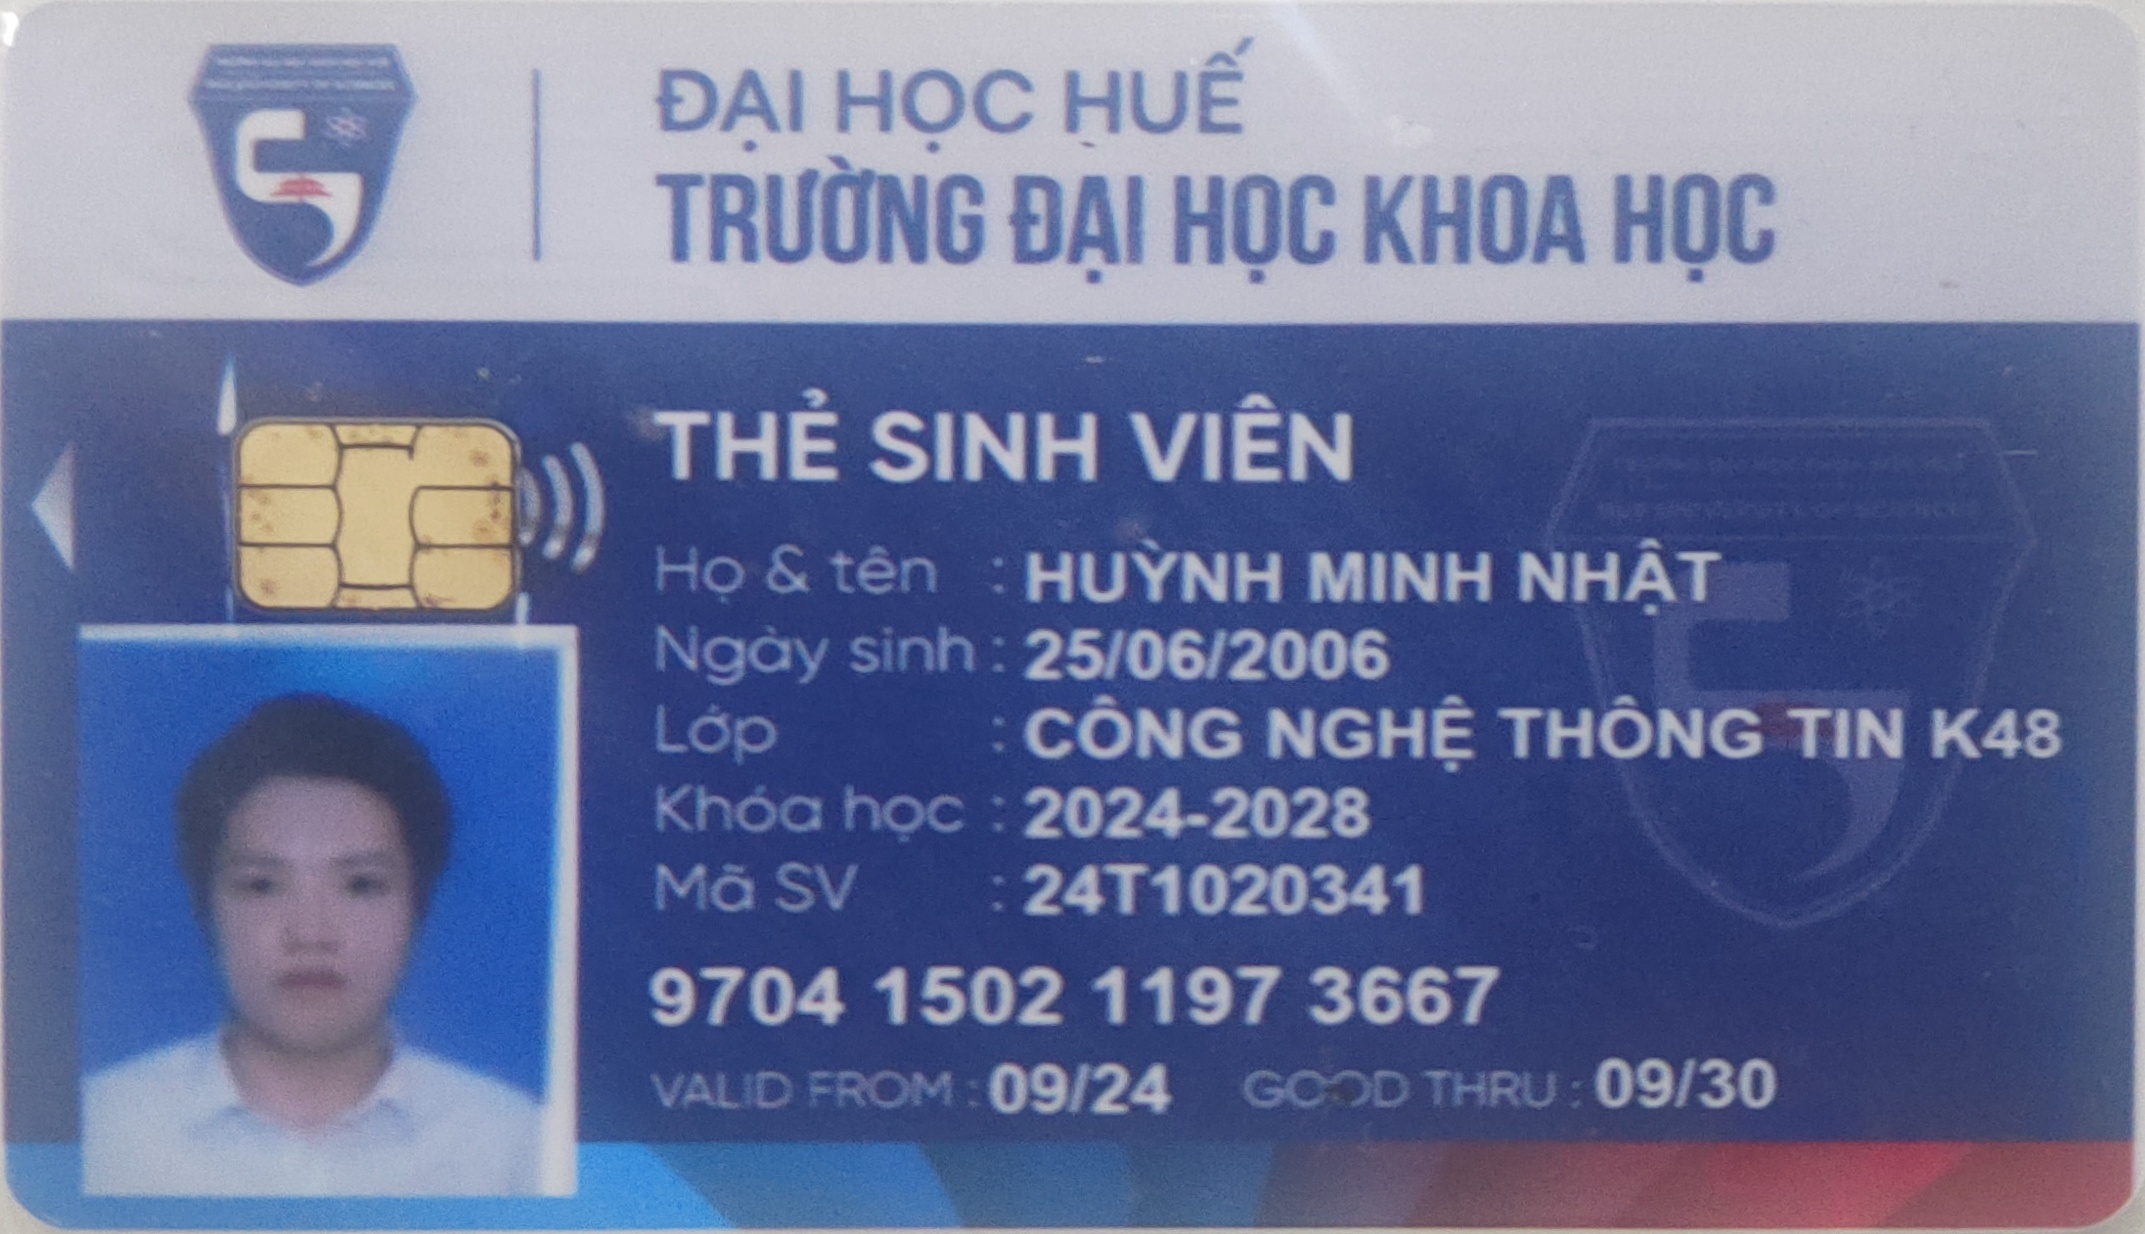 ĐẠI HỌC HUẾ
TRƯỜNG ĐẠI HỌC KHOA HỌC
THẺ SINH VIÊN
Họ & tên : HUỲNH MINH NHẬT
Ngày sinh : 25/06/2006
Lớp : CÔNG NGHỆ THÔNG TIN K48
Khóa học : 2024-2028
Mã SV : 24T1020341
9704 1502 1197 3667
VALID FROM : 09/24 GOOD THRU : 09/30